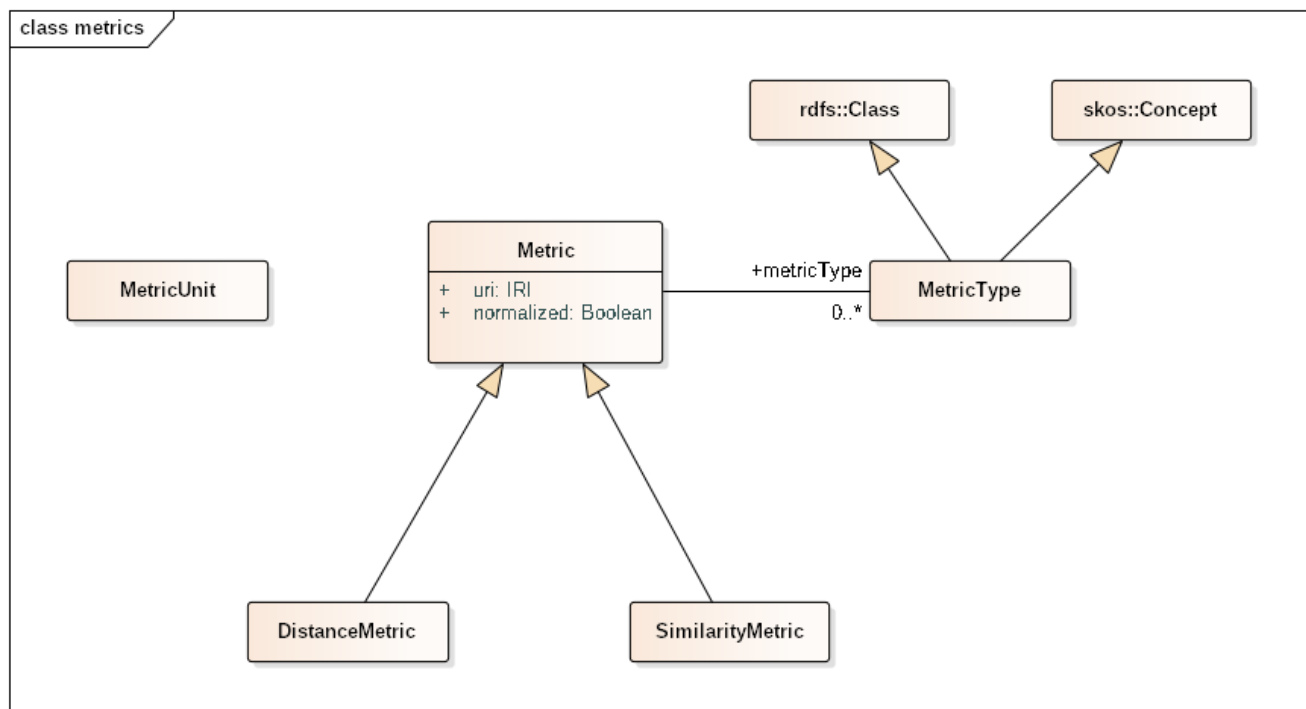 class metrics
rdfs::Class
skos::Concept
Metric
+ uri: IRI
+ normalized: Boolean
+metricType
0..*
MetricType
MetricUnit
DistanceMetric
SimilarityMetric